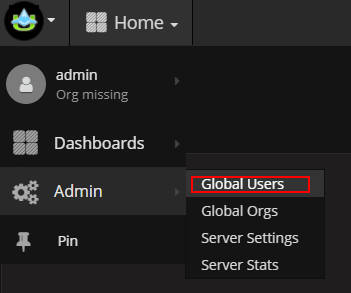 Home
admin
Org missing
Dashboards
Admin
Global Users
Global Orgs
Server Settings
Server Stats
Pin